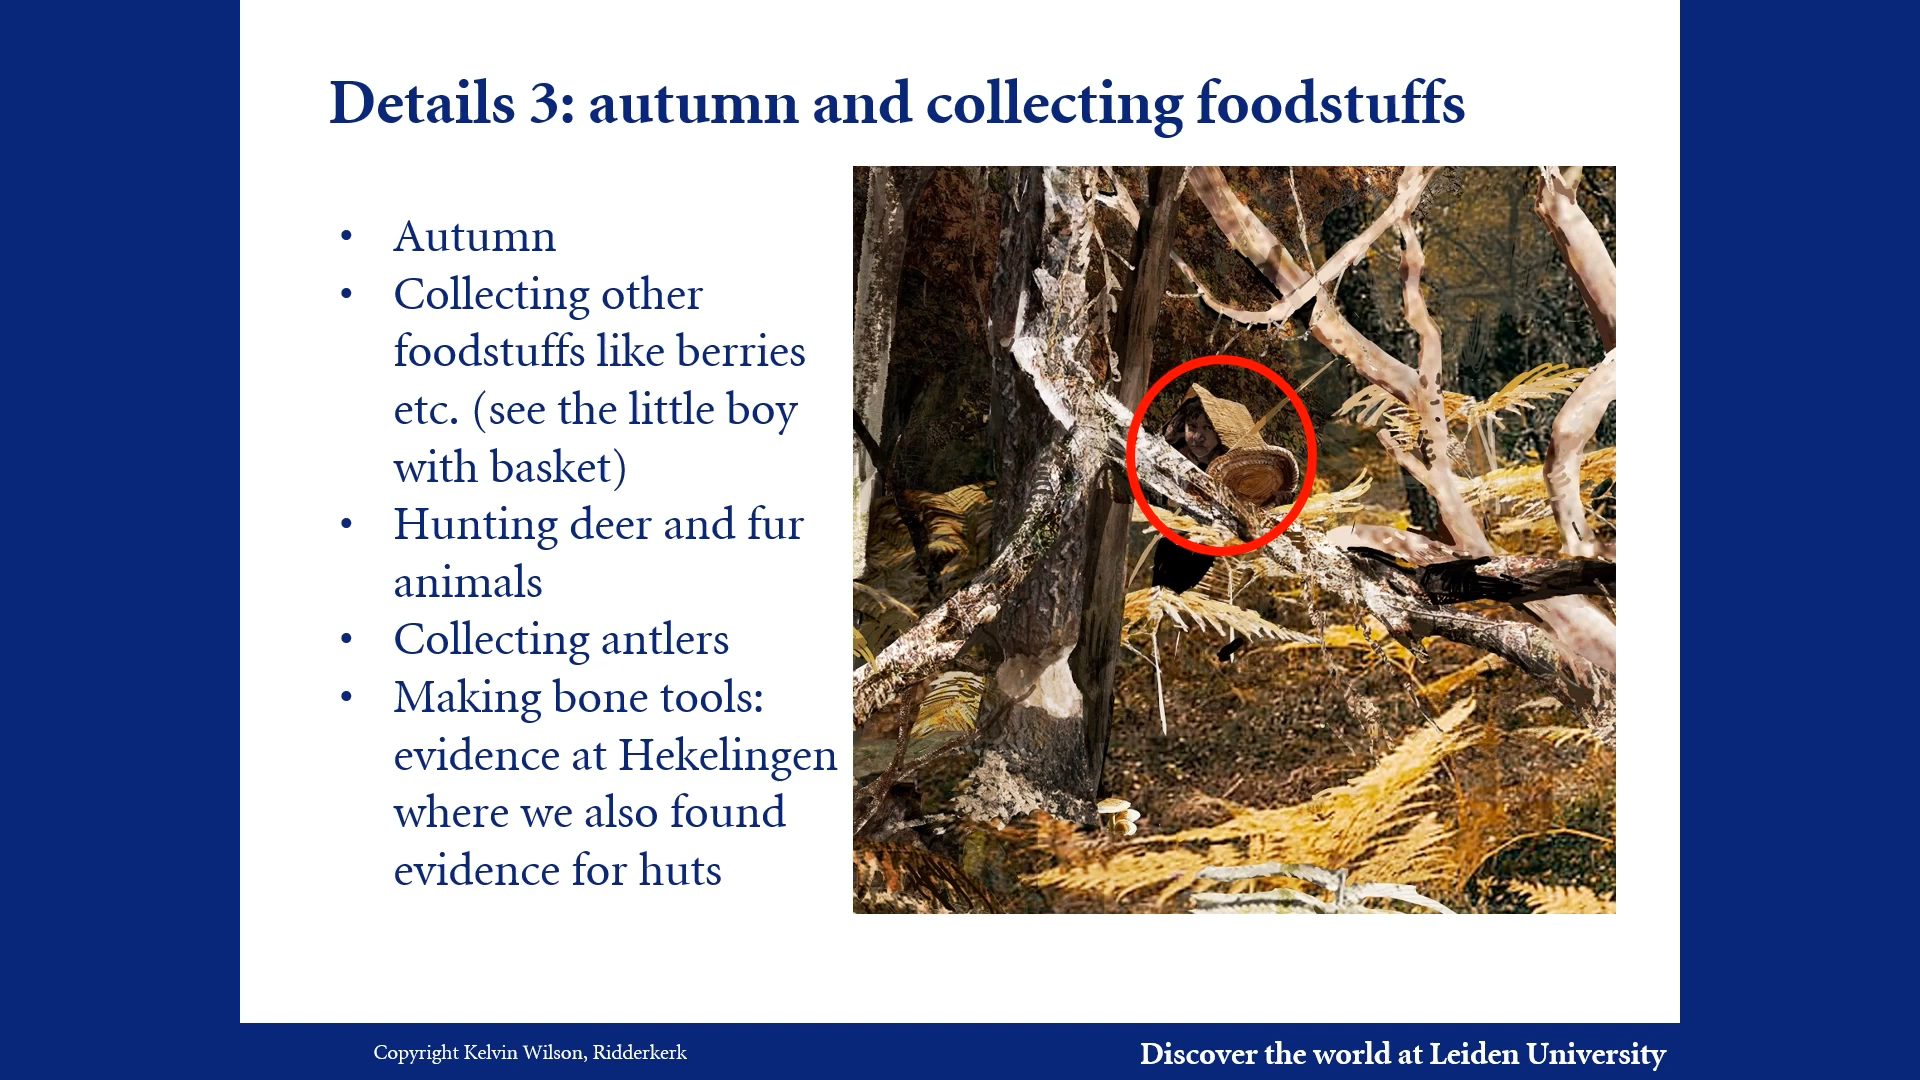 Details 3: autumn and collecting foodstuffs
• Autumn
• Collecting other
foodstuffs like berries
etc. (see the little boy
with basket)
• Hunting deer and fur
animals
• Collecting antlers
• Making bone tools:
evidence at Hekelingen
where we also found
evidence for huts
Copyright Kelvin Wilson, Ridderkerk
Discover the world at Leiden University